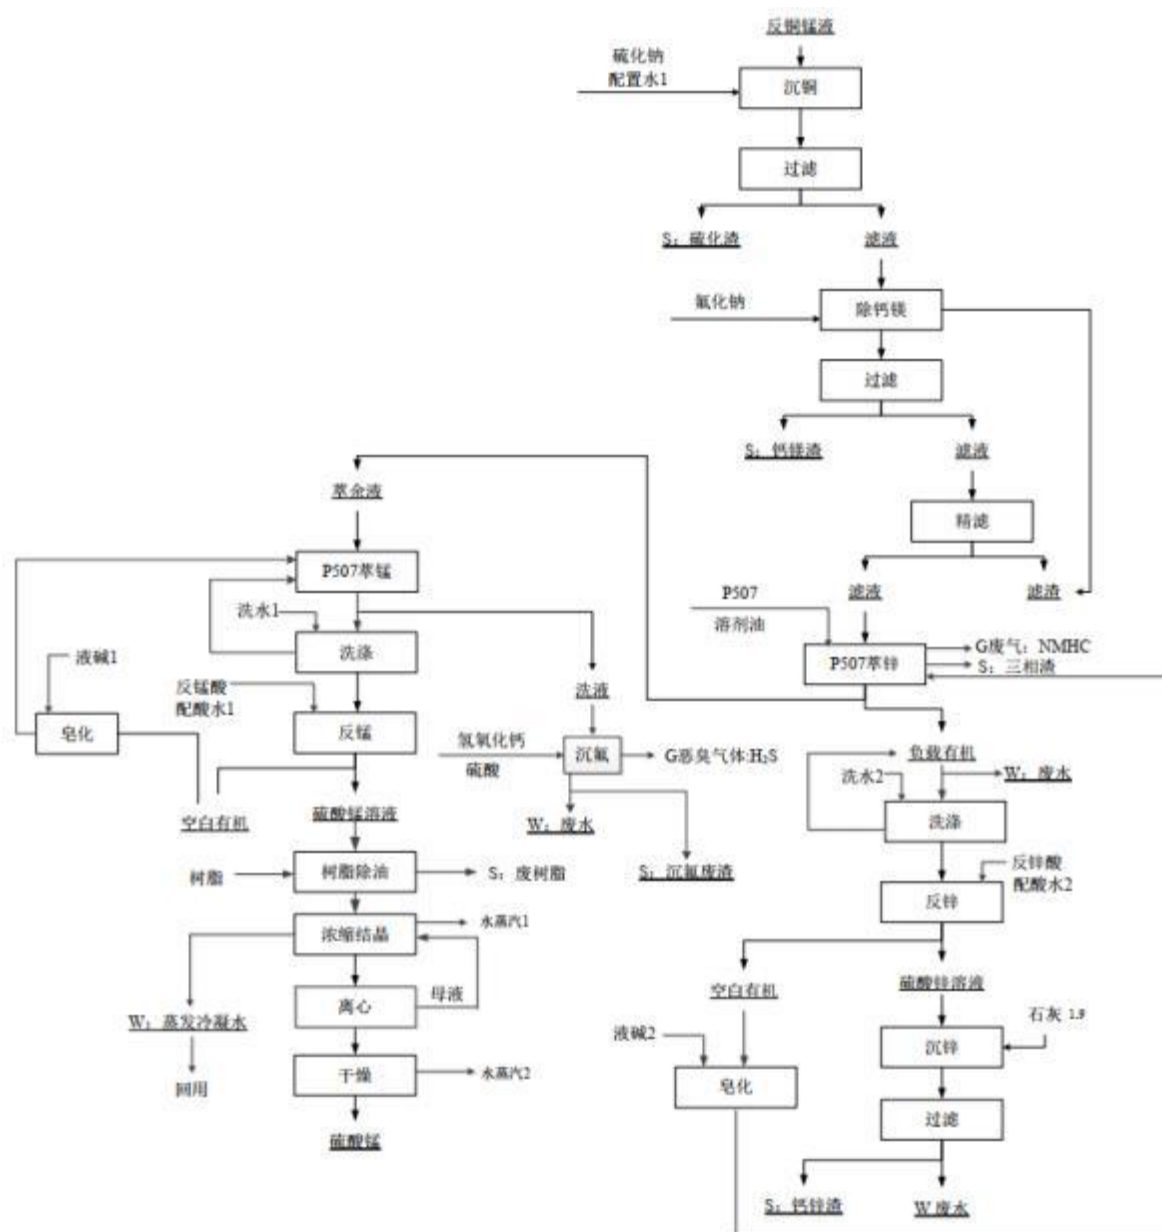 反铜锰液
硫化钠
配置水1
沉铜
过滤
S：硫化渣
滤液
氟化钠
除钙镁
过滤
S：钙镁渣
滤液
萃余液
精滤
P507萃锰
P507
溶剂油
滤液
滤渣
洗水1
洗涤
液碱1
P507萃锌
G废气：NMHC
S：三相渣
反锰酸
配酸水1
洗液
皂化
反锰
氢氧化钙
硫酸
沉氟
G恶臭气体:H₂S
负载有机
洗水2
W：废水
空白有机
硫酸锰溶液
W：废水
洗涤
树脂
树脂除油
S：废树脂
S：沉氟废渣
反锌酸
配酸水2
反锌
浓缩结晶
水蒸汽1
母液
离心
空白有机
硫酸锌溶液
W：蒸发冷凝水
液碱2
石灰 1.9
沉锌
回用
干燥
水蒸汽2
皂化
过滤
硫酸锰
S：钙锌渣
W废水